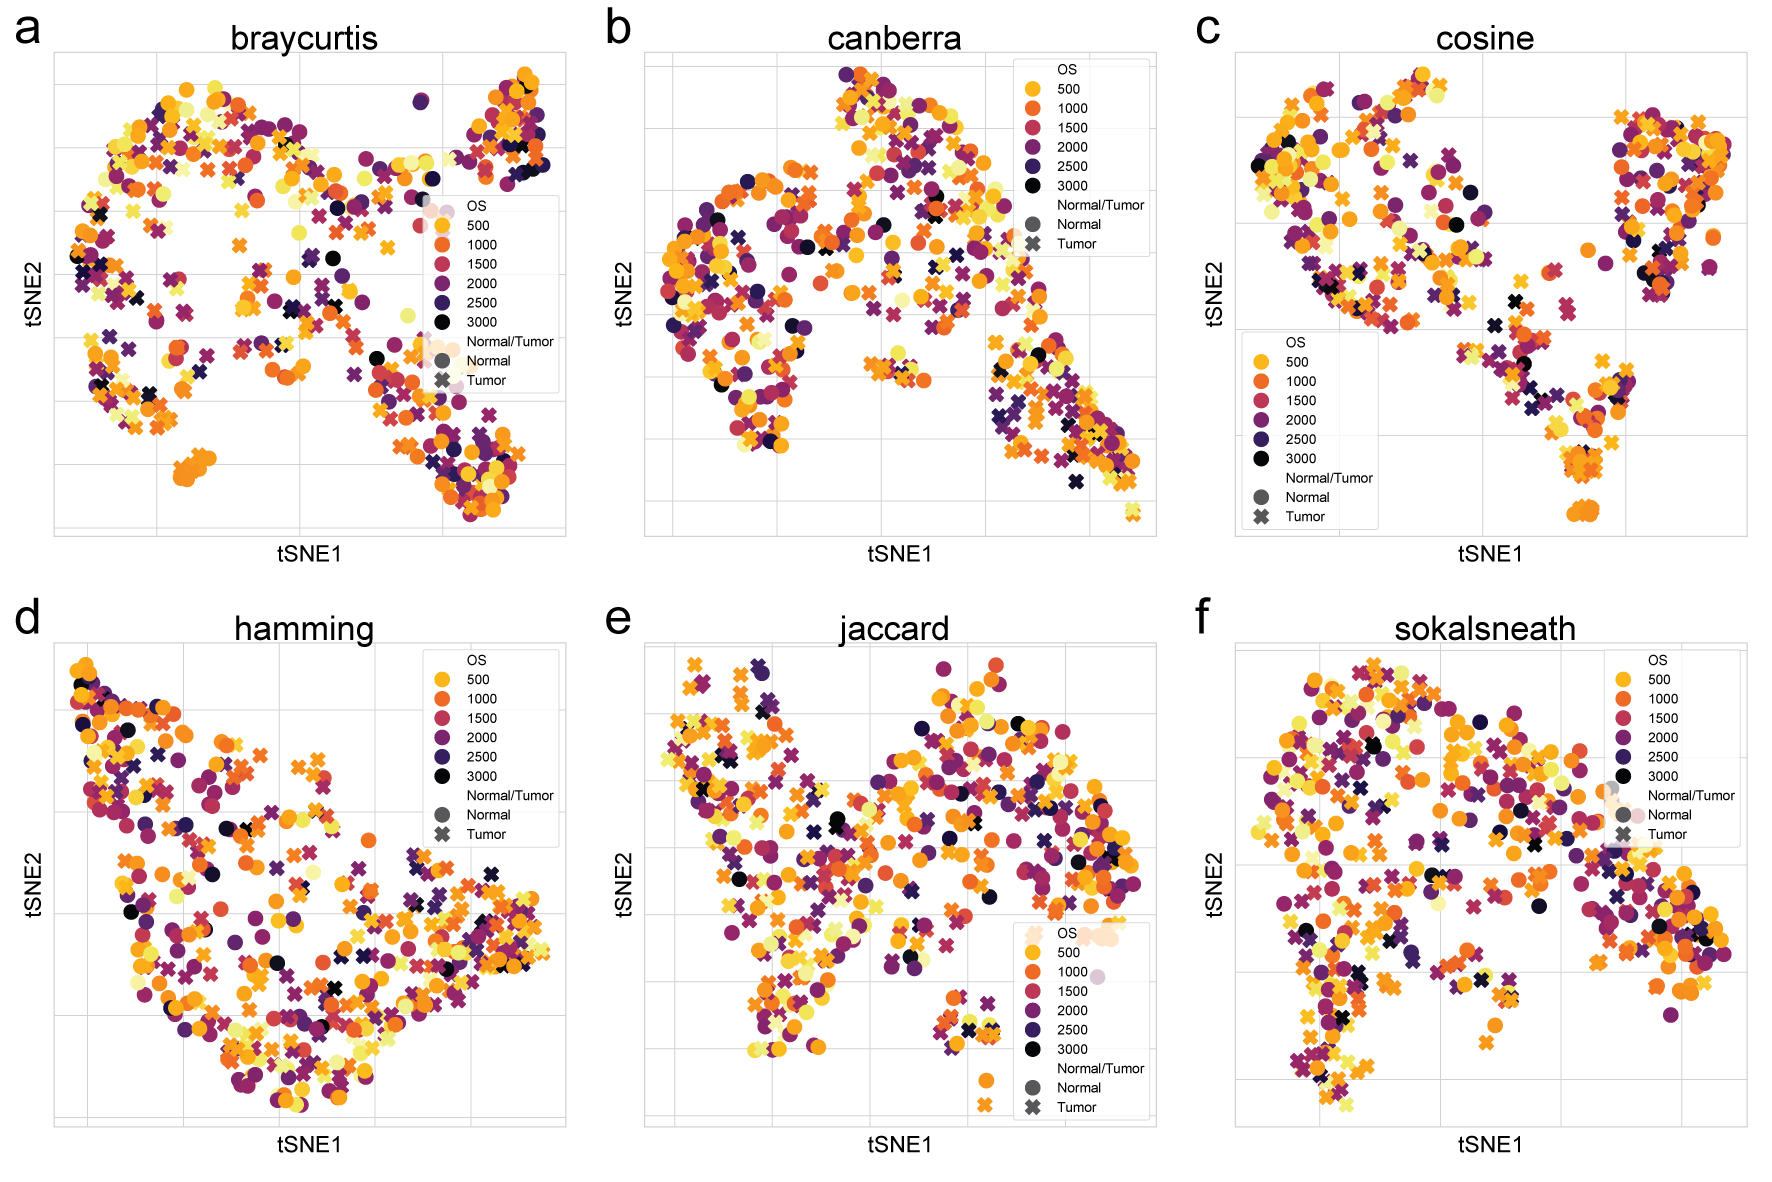 a
braycurtis
OS
500
1000
1500
2000
2500
3000
Normal/Tumor
Normal
Tumor
tSNE2
tSNE1
b
canberra
OS
500
1000
1500
2000
2500
3000
Normal/Tumor
Normal
Tumor
tSNE2
tSNE1
c
cosine
OS
500
1000
1500
2000
2500
3000
Normal/Tumor
Normal
Tumor
tSNE2
tSNE1
d
hamming
OS
500
1000
1500
2000
2500
3000
Normal/Tumor
Normal
Tumor
tSNE2
tSNE1
e
jaccard
OS
500
1000
1500
2000
2500
3000
Normal/Tumor
Normal
Tumor
tSNE2
tSNE1
f
sokalsneath
OS
500
1000
1500
2000
2500
3000
Normal/Tumor
Normal
Tumor
tSNE2
tSNE1